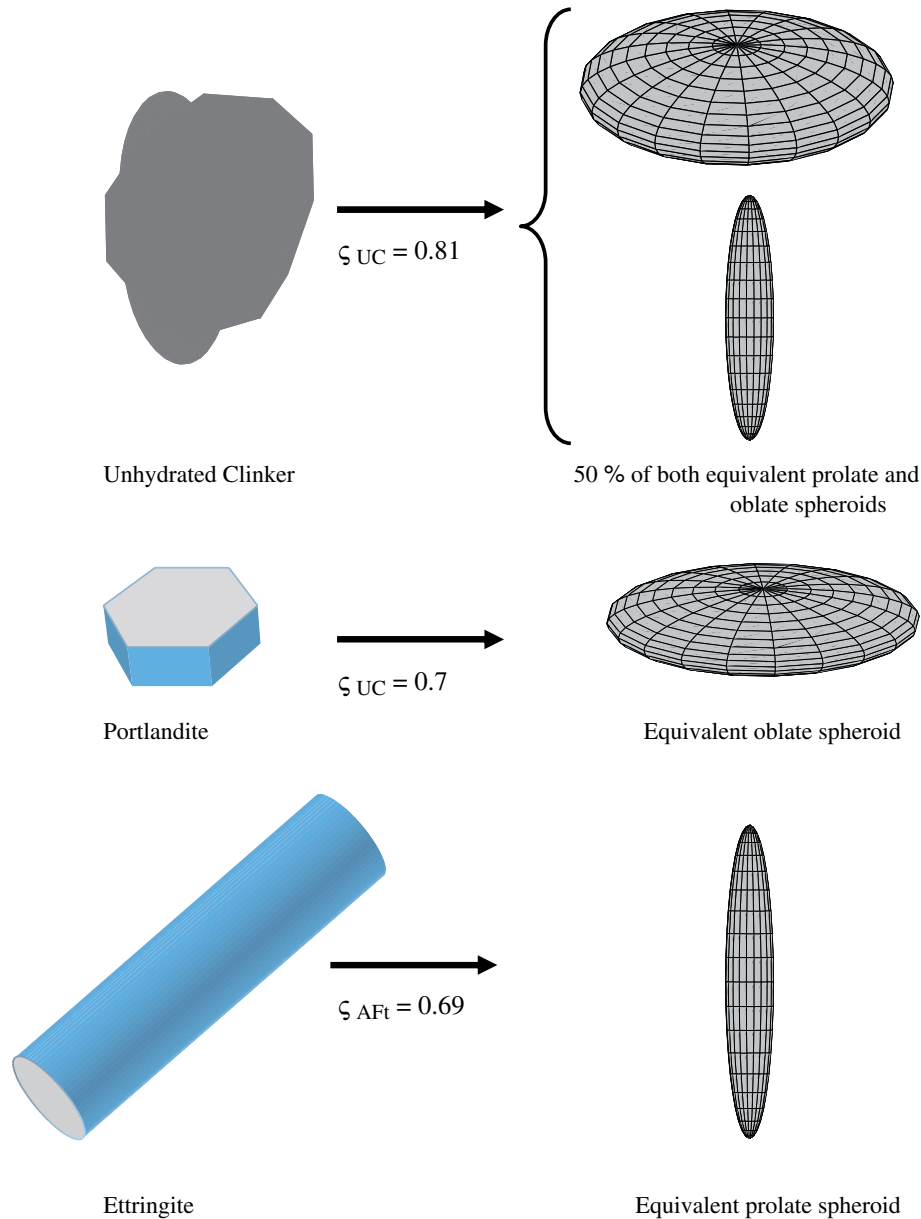 ς UC = 0.81
Unhydrated Clinker
50 % of both equivalent prolate and
oblate spheroids
ς UC = 0.7
Portlandite
Equivalent oblate spheroid
ς AFt = 0.69
Ettringite
Equivalent prolate spheroid